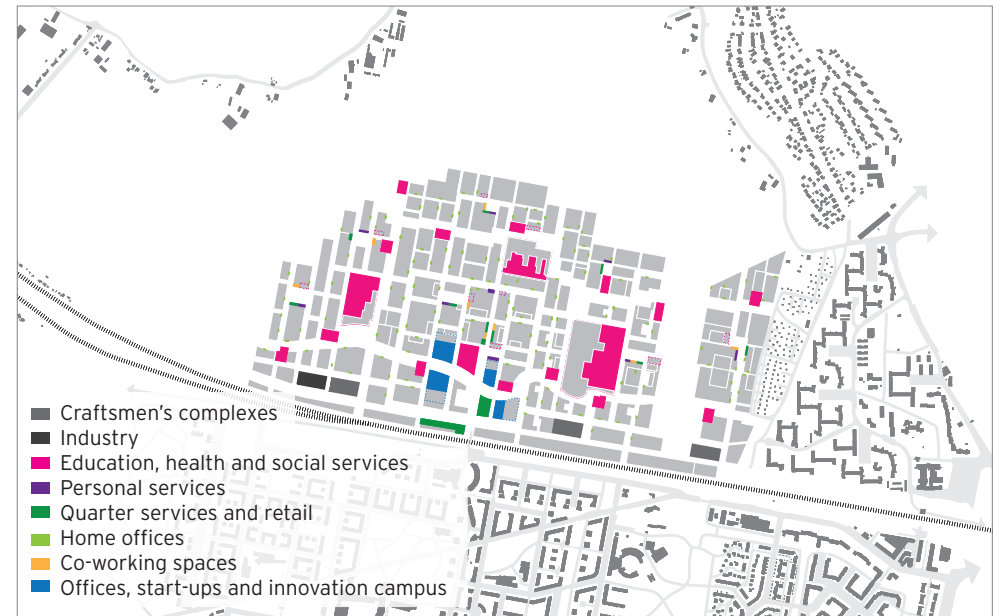 Craftsmen's complexes
Industry
Education, health and social services
Personal services
Quarter services and retail
Home offices
Co-working spaces
Offices, start-ups and innovation campus